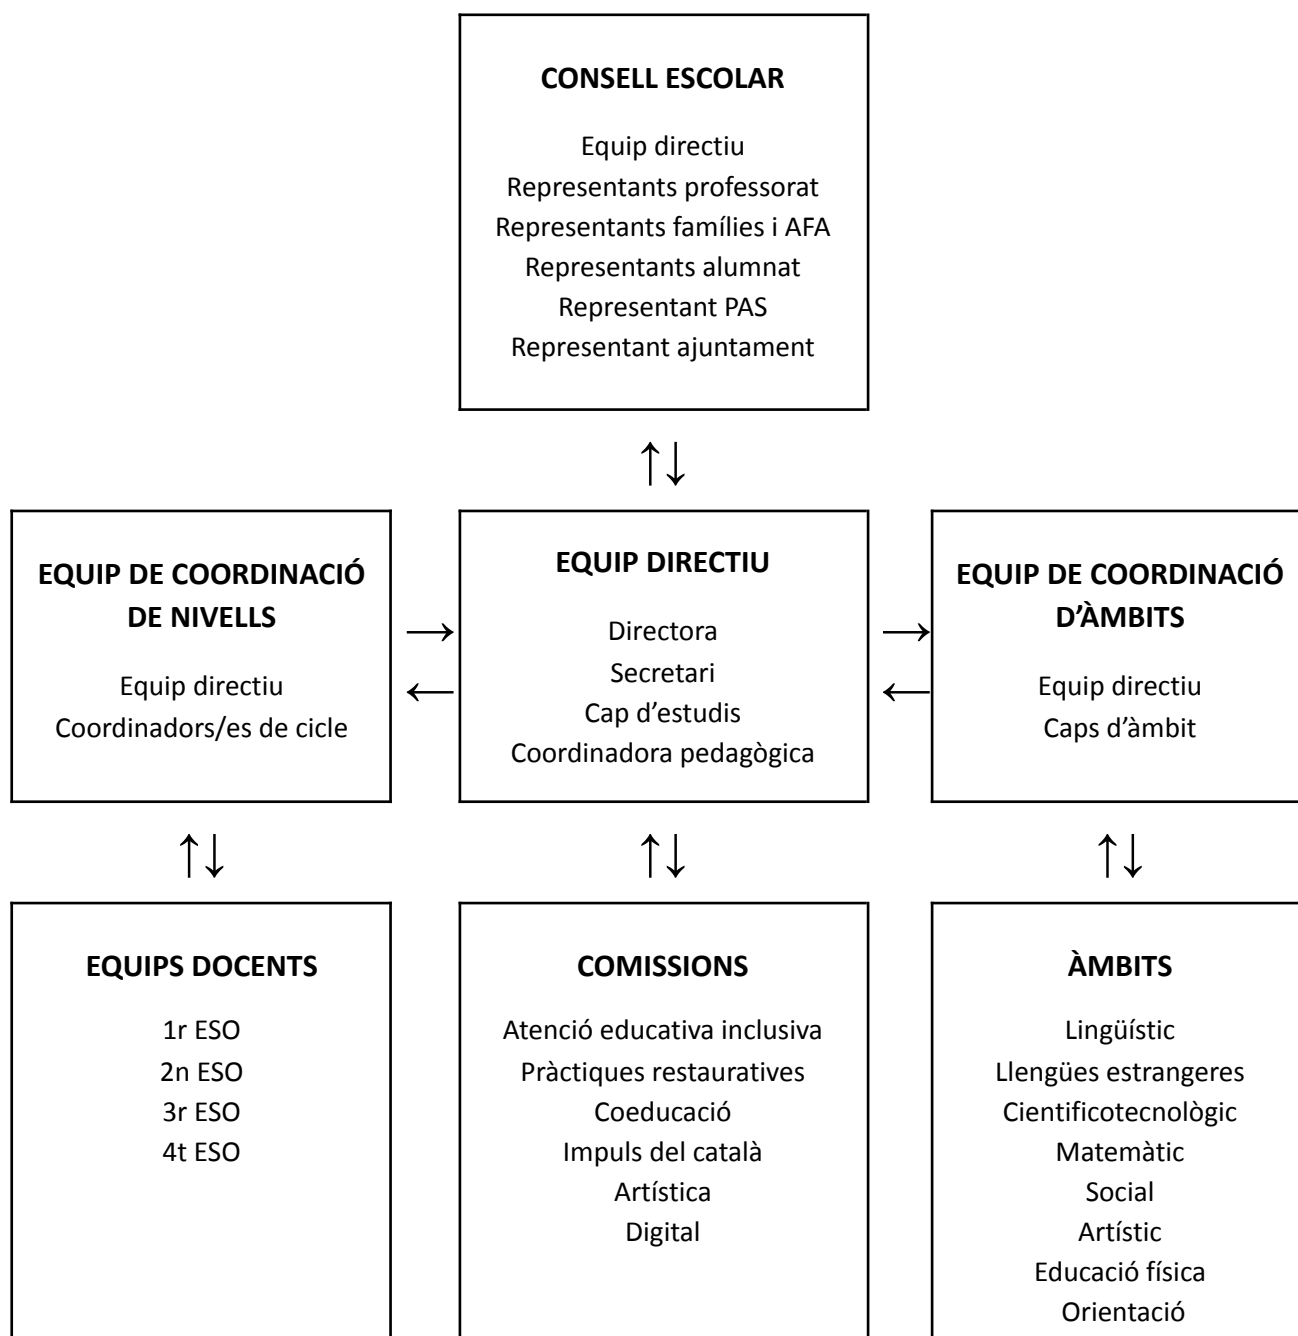 CONSELL ESCOLAR
Equip directiu
Representants professorat
Representants famílies i AFA
Representants alumnat
Representant PAS
Representant ajuntament
↑↓
EQUIP DE COORDINACIÓ
DE NIVELLS
Equip directiu
Coordinadors/es de cicle
→
←
EQUIP DIRECTIU
Directora
Secretari
Cap d’estudis
Coordinadora pedagògica
→
←
EQUIP DE COORDINACIÓ
D’ÀMBITS
Equip directiu
Caps d’àmbit
↑↓
↑↓
↑↓
EQUIPS DOCENTS
1r ESO
2n ESO
3r ESO
4t ESO
COMISSIONS
Atenció educativa inclusiva
Pràctiques restauratives
Coeducació
Impuls del català
Artística
Digital
ÀMBITS
Lingüístic
Llengües estrangeres
Cientificotecnològic
Matemàtic
Social
Artístic
Educació física
Orientació